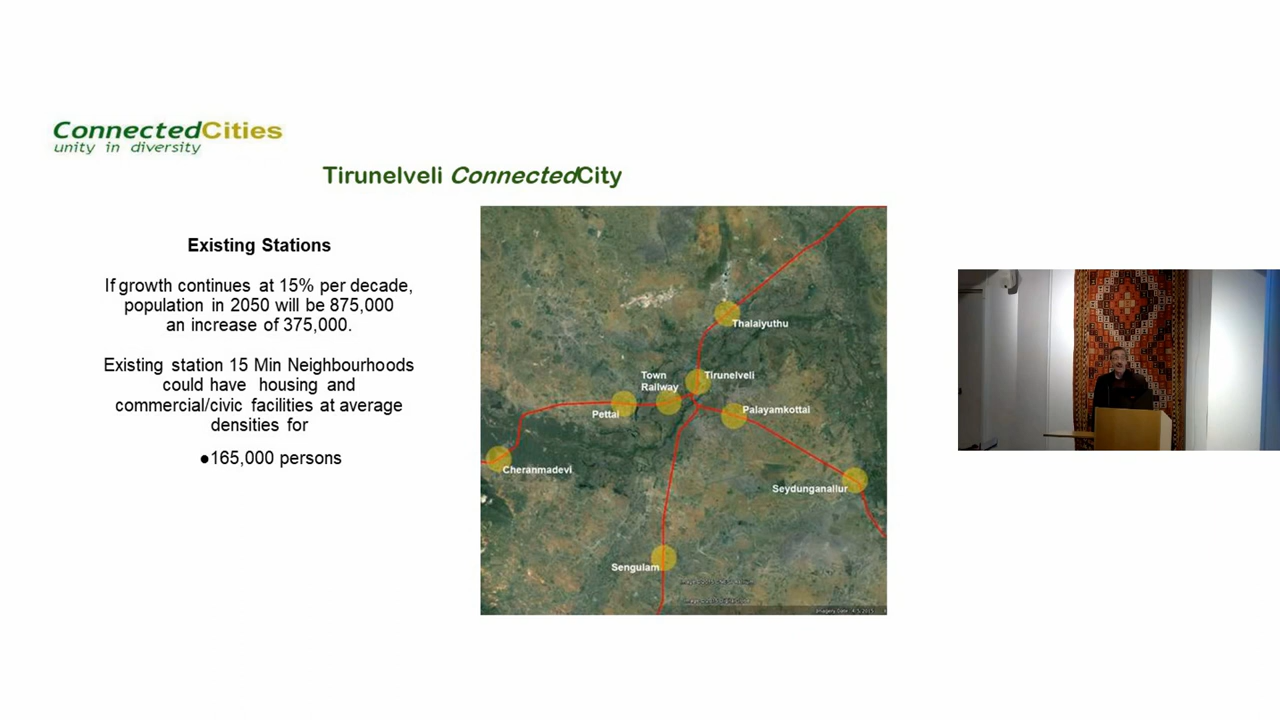 ConnectedCities
unity in diversity
Tirunelveli ConnectedCity
Existing Stations
If growth continues at 15% per decade,
population in 2050 will be 875,000
an increase of 375,000.
Existing station 15 Min Neighbourhoods
could have housing and
commercial/civic facilities at average
densities for
●165,000 persons
Thalaiyuthu
Town
Railway
Tirunelveli
Pettai
Palayamkottai
Cheranmadevi
Seydunganallur
Sengulam